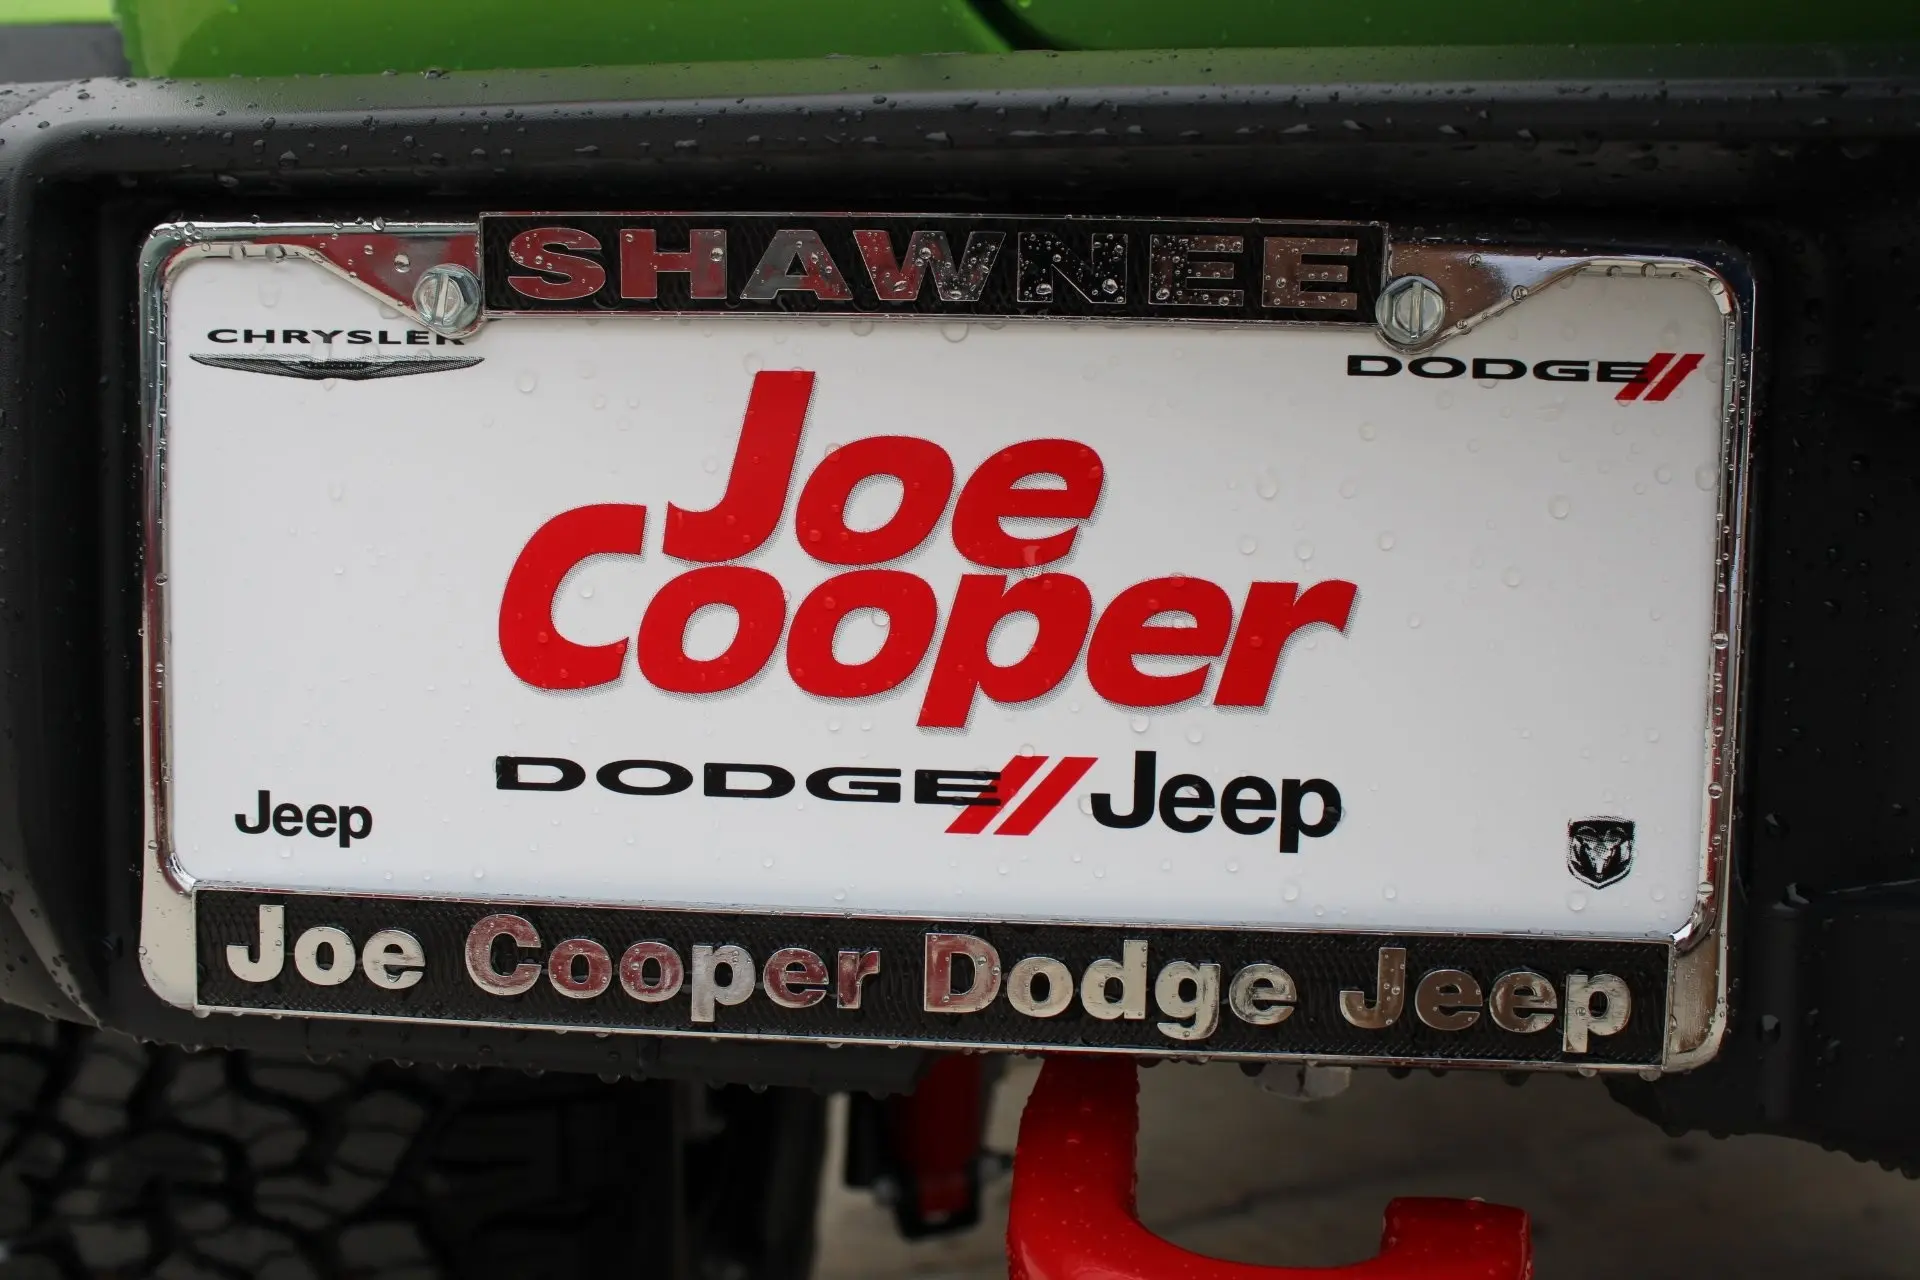 SHAWNEE
CHRYSLER
DODGE
Joe
Cooper
DODGE Jeep
Jeep
Joe Cooper Dodge Jeep